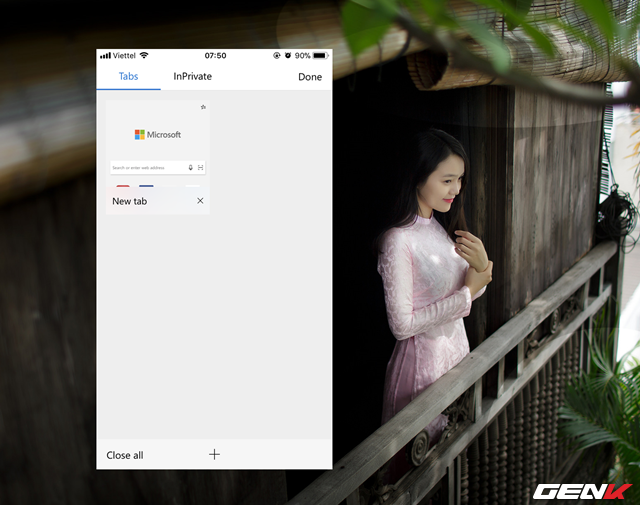 Viettel 07:50 90%
Tabs InPrivate Done
Microsoft
Search or enter web address
New tab
Close all
GENK